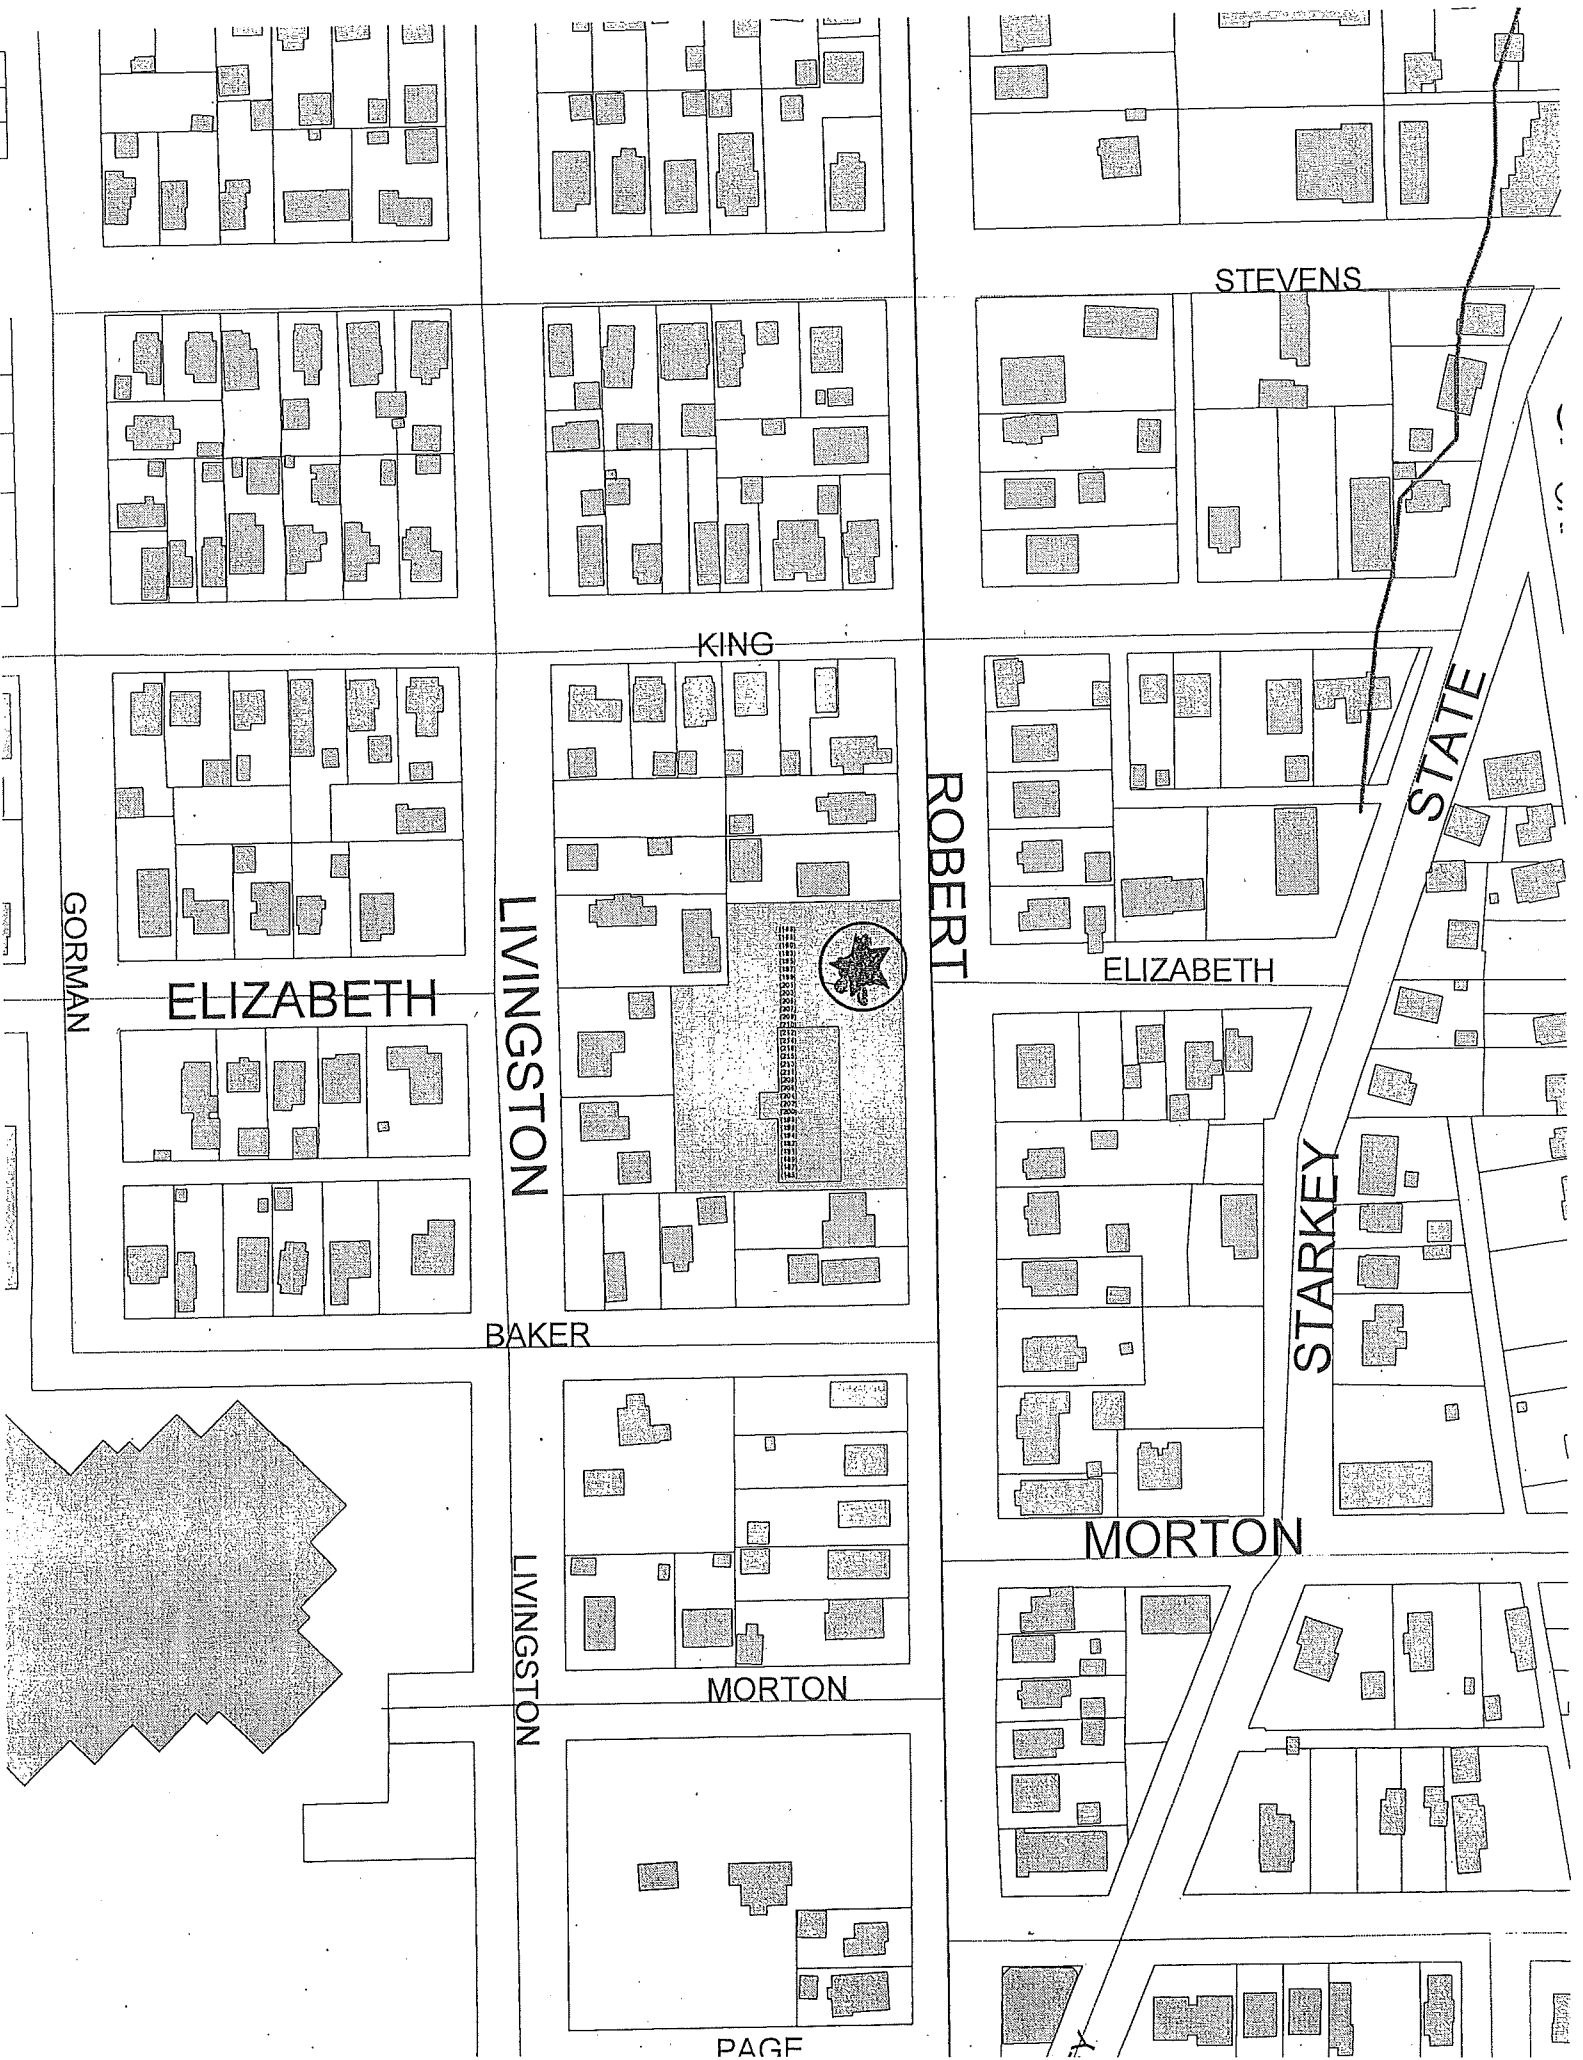 STEVENS
KING
STATE
ROBERT
GORMAN
LIVINGSTON
ELIZABETH
ELIZABETH
STARKEY
BAKER
MORTON
LIVINGSTON
MORTON
PAGE